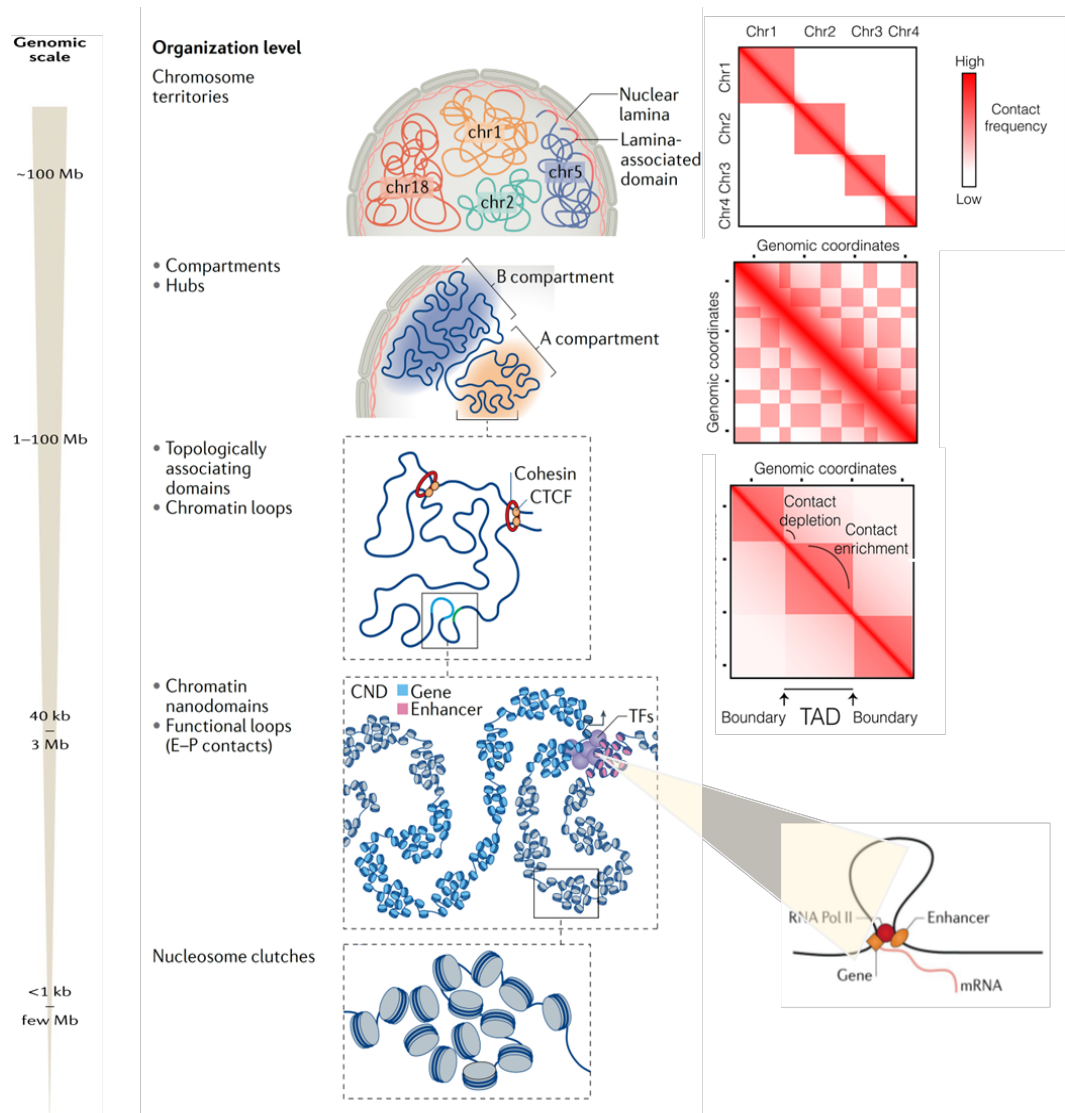 Genomic
scale
~100 Mb
1–100 Mb
40 kb
–
3 Mb
<1 kb
–
few Mb
Organization level
Chromosome
territories
chr1
chr18
chr5
chr2
Nuclear
lamina
Lamina-
associated
domain
Chr1 Chr2 Chr3 Chr4
Chr1
Chr2
Chr3
Chr4
High
Contact
frequency
Low
• Compartments
• Hubs
B compartment
A compartment
Genomic coordinates
Genomic coordinates
• Topologically
associating
domains
• Chromatin loops
Cohesin
CTCF
Genomic coordinates
Contact
depletion
Contact
enrichment
Boundary
TAD
Boundary
• Chromatin
nanodomains
• Functional loops
(E–P contacts)
CND
Gene
Enhancer
TFs
RNA Pol II
Enhancer
Gene
mRNA
Nucleosome clutches